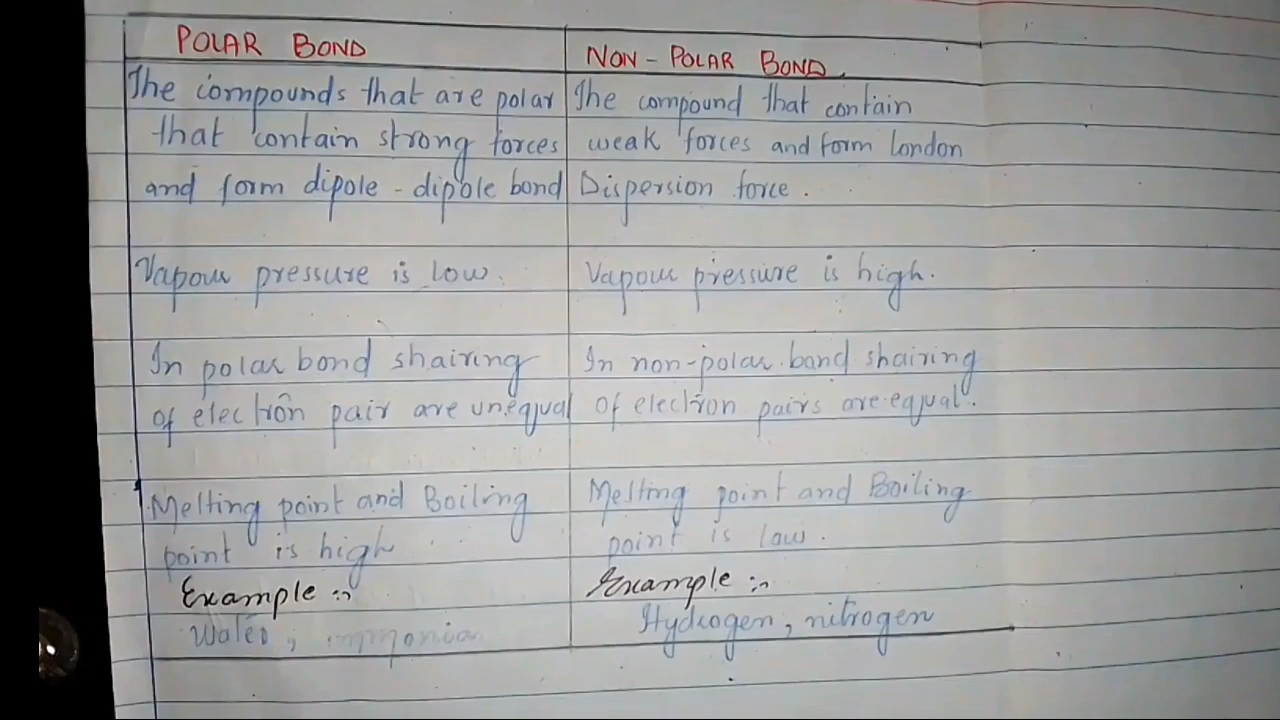 POLAR BOND
NON-POLAR BOND.
The compounds that are polar
that contain strong forces
and form dipole-dipole bond
The compound that contain
weak forces and form london
Dispersion force.
Vapour pressure is low.
Vapour pressure is high.
In polar bond shairing
of electron pair are unequal
In non-polar bond shairing
of electron pairs are equal.
Melting point and Boiling
point is high
Melting point and Boiling
point is low.
Example :-
Water,
Example :-
Hydrogen, nitrogen